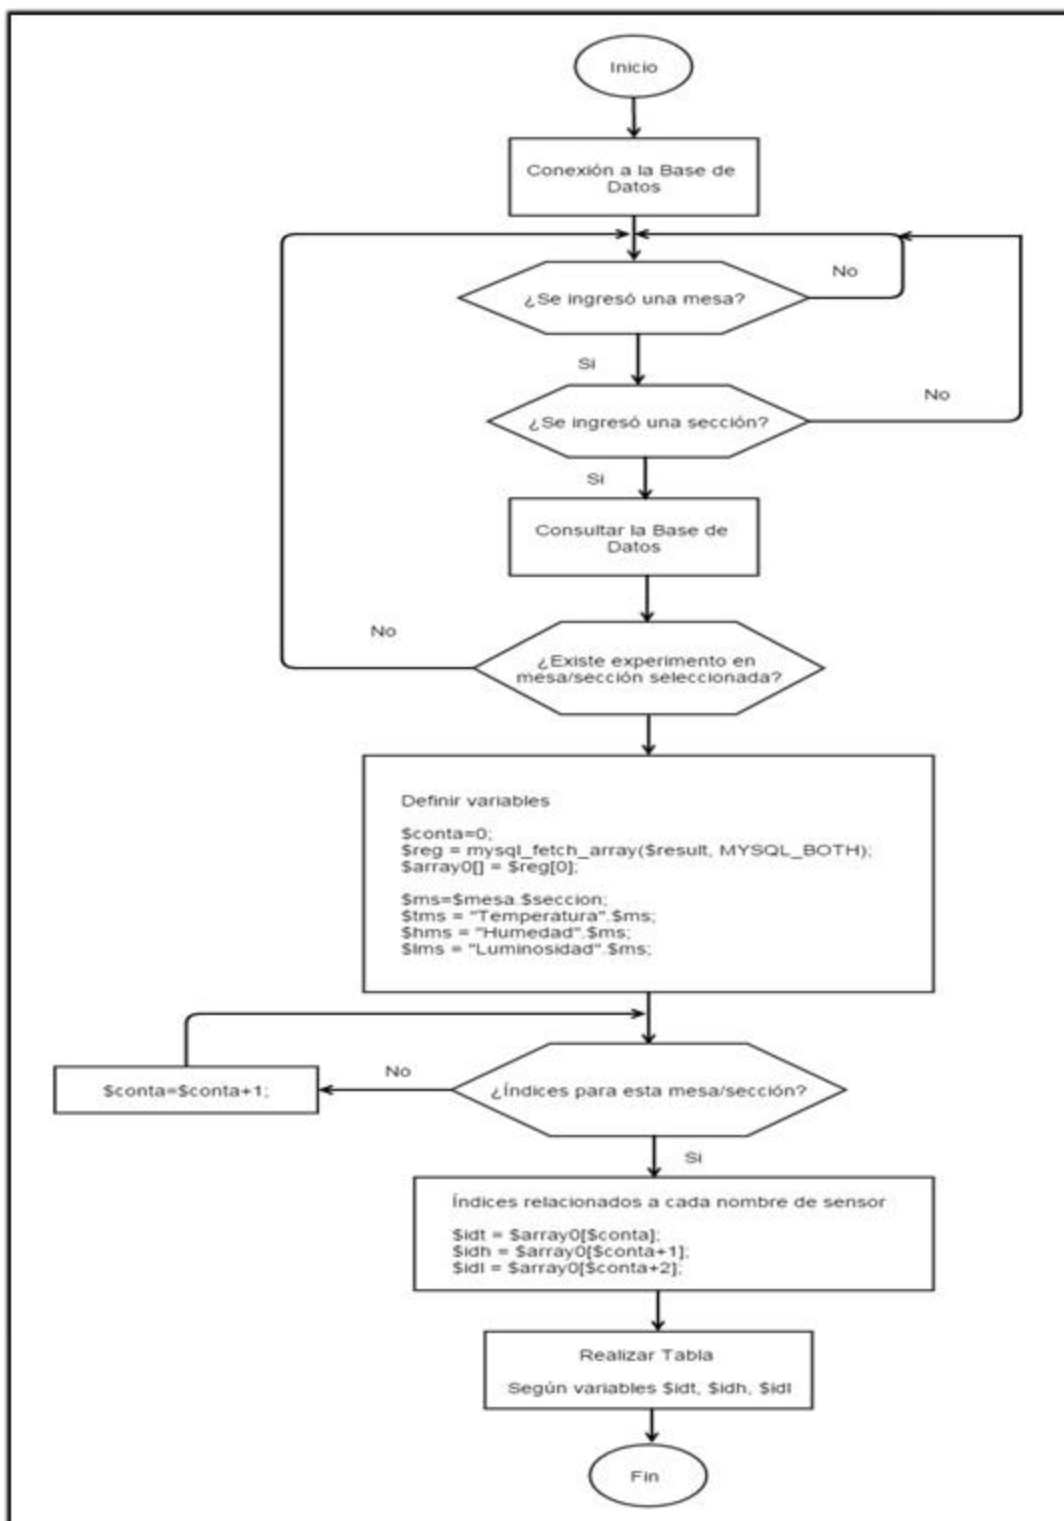 Inicio
Conexión a la Base de
Datos
¿Se ingresó una mesa?
No
Si
¿Se ingresó una sección?
No
Si
Consultar la Base de
Datos
¿Existe experimento en
mesa/sección seleccionada?
No
Definir variables
$conta=0;
$reg = mysql_fetch_array($result, MYSQL_BOTH);
$array0[] = $reg[0];
$ms=$mesa.$seccion;
$tms = "Temperatura".$ms;
$hms = "Humedad".$ms;
$lms = "Luminosidad".$ms;
¿Índices para esta mesa/sección?
No
$conta=$conta+1;
Si
Índices relacionados a cada nombre de sensor
$idt = $array0[$conta];
$idh = $array0[$conta+1];
$idl = $array0[$conta+2];
Realizar Tabla
Según variables $idt, $idh, $idl
Fin